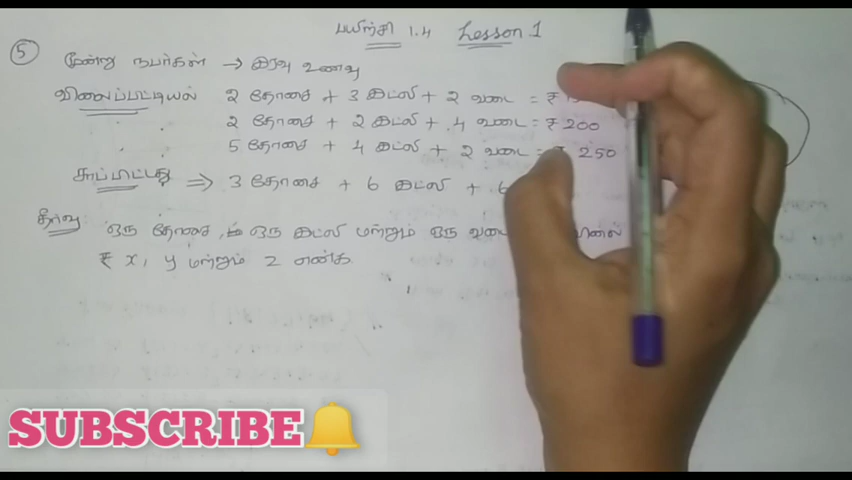 பயிற்சி 1.4 Lesson 1
5 மூன்று நபர்கள் → இரவு உணவு
விலைப்பட்டியல் 2 தோசை + 3 இட்லி + 2 வடை = ₹ 15
2 தோசை + 2 இட்லி + 4 வடை = ₹ 200
5 தோசை + 4 இட்லி + 2 வடை = ₹ 250
சாப்பிட்டது ⇒ 3 தோசை + 6 இட்லி + 6
தீர்வு ஒரு தோசை, ஒரு இட்லி மற்றும் ஒரு வடை
₹ x, y மற்றும் z என்க
SUBSCRIBE